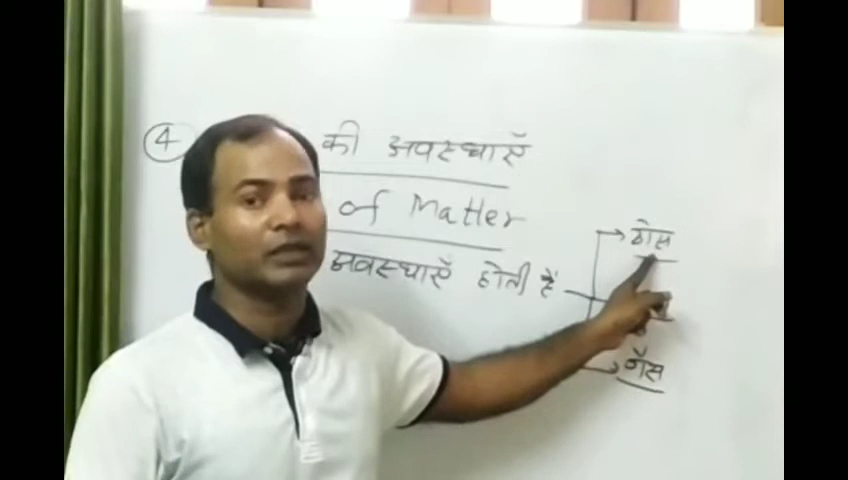 4 की अवस्थाएँ
of Matter
अवस्थाएँ होती हैं
ठोस
गैस